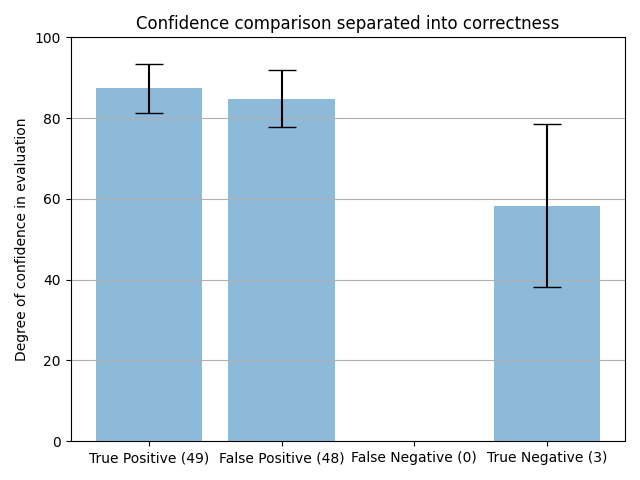 Confidence comparison separated into correctness
Degree of confidence in evaluation
100
80
60
40
20
0
True Positive (49) False Positive (48) False Negative (0) True Negative (3)